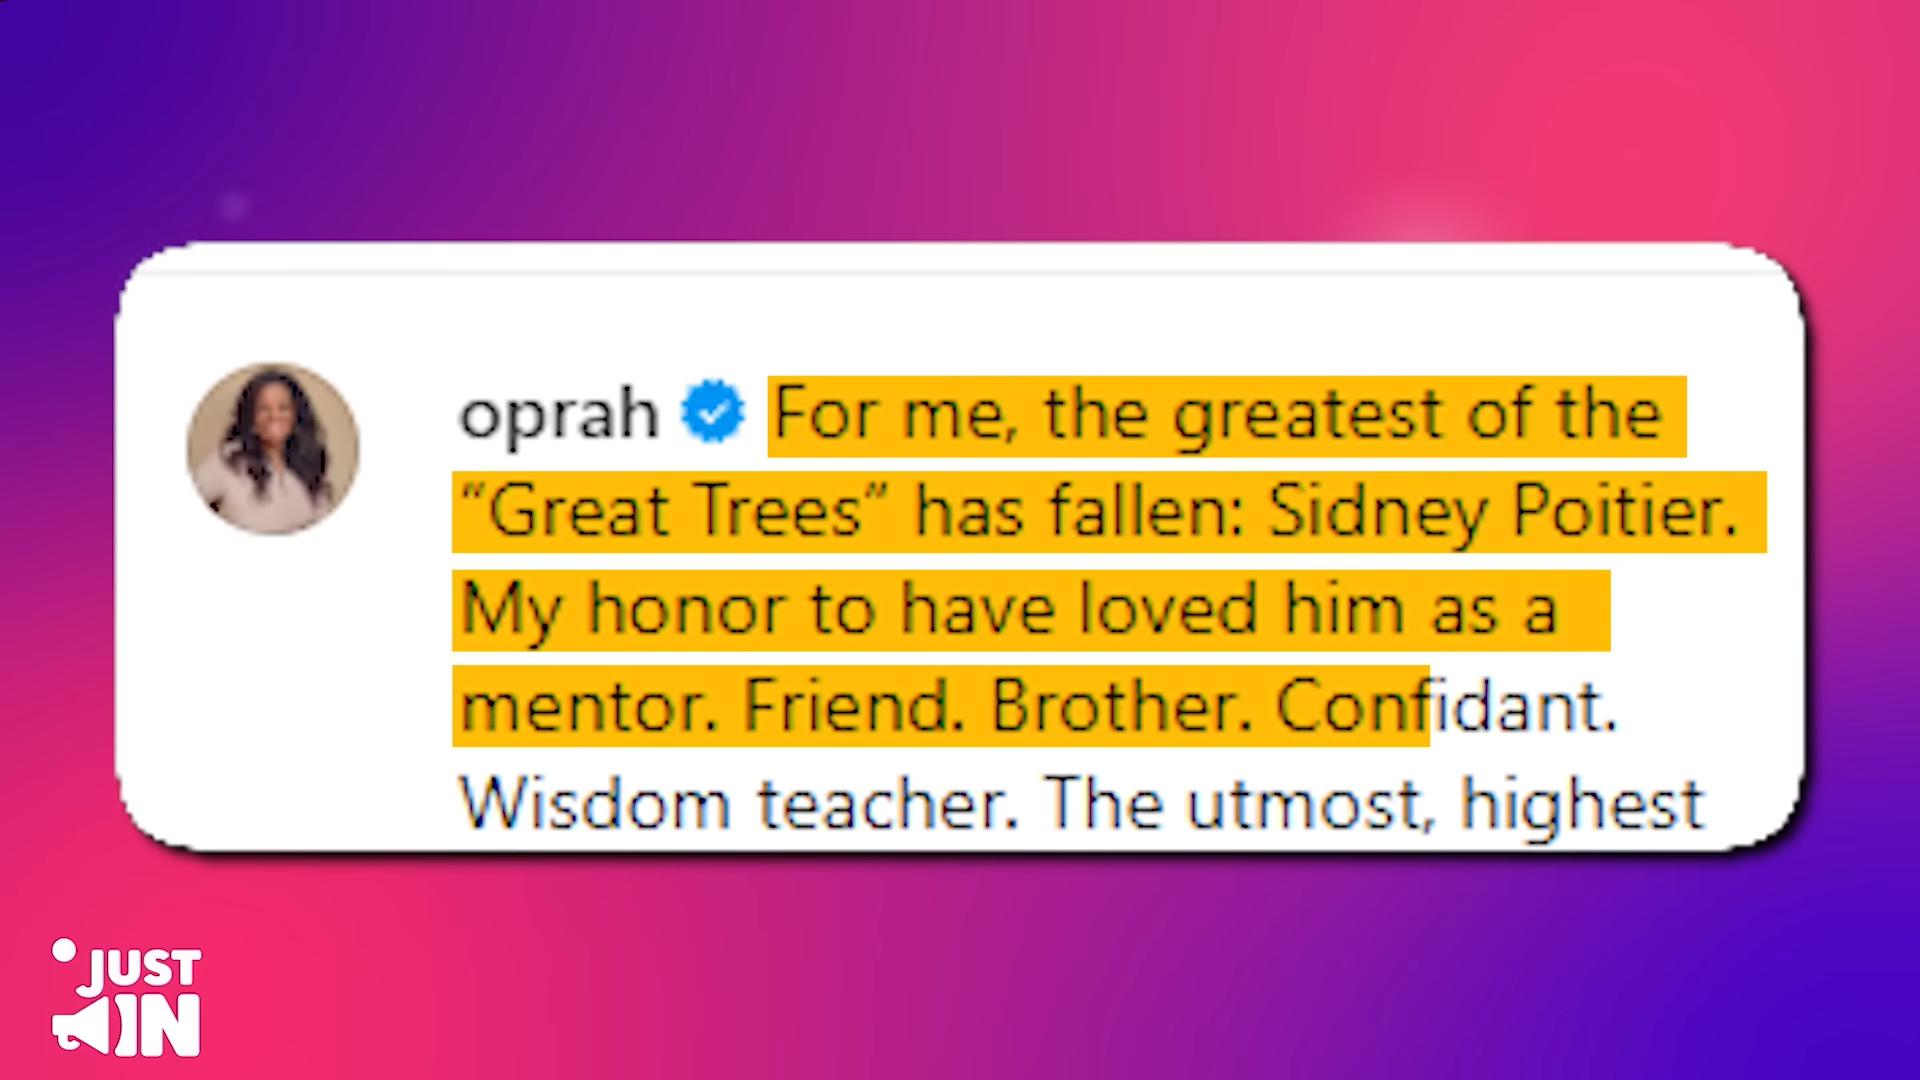 oprah For me, the greatest of the
“Great Trees” has fallen: Sidney Poitier.
My honor to have loved him as a
mentor. Friend. Brother. Confidant.
Wisdom teacher. The utmost, highest
JUST
IN